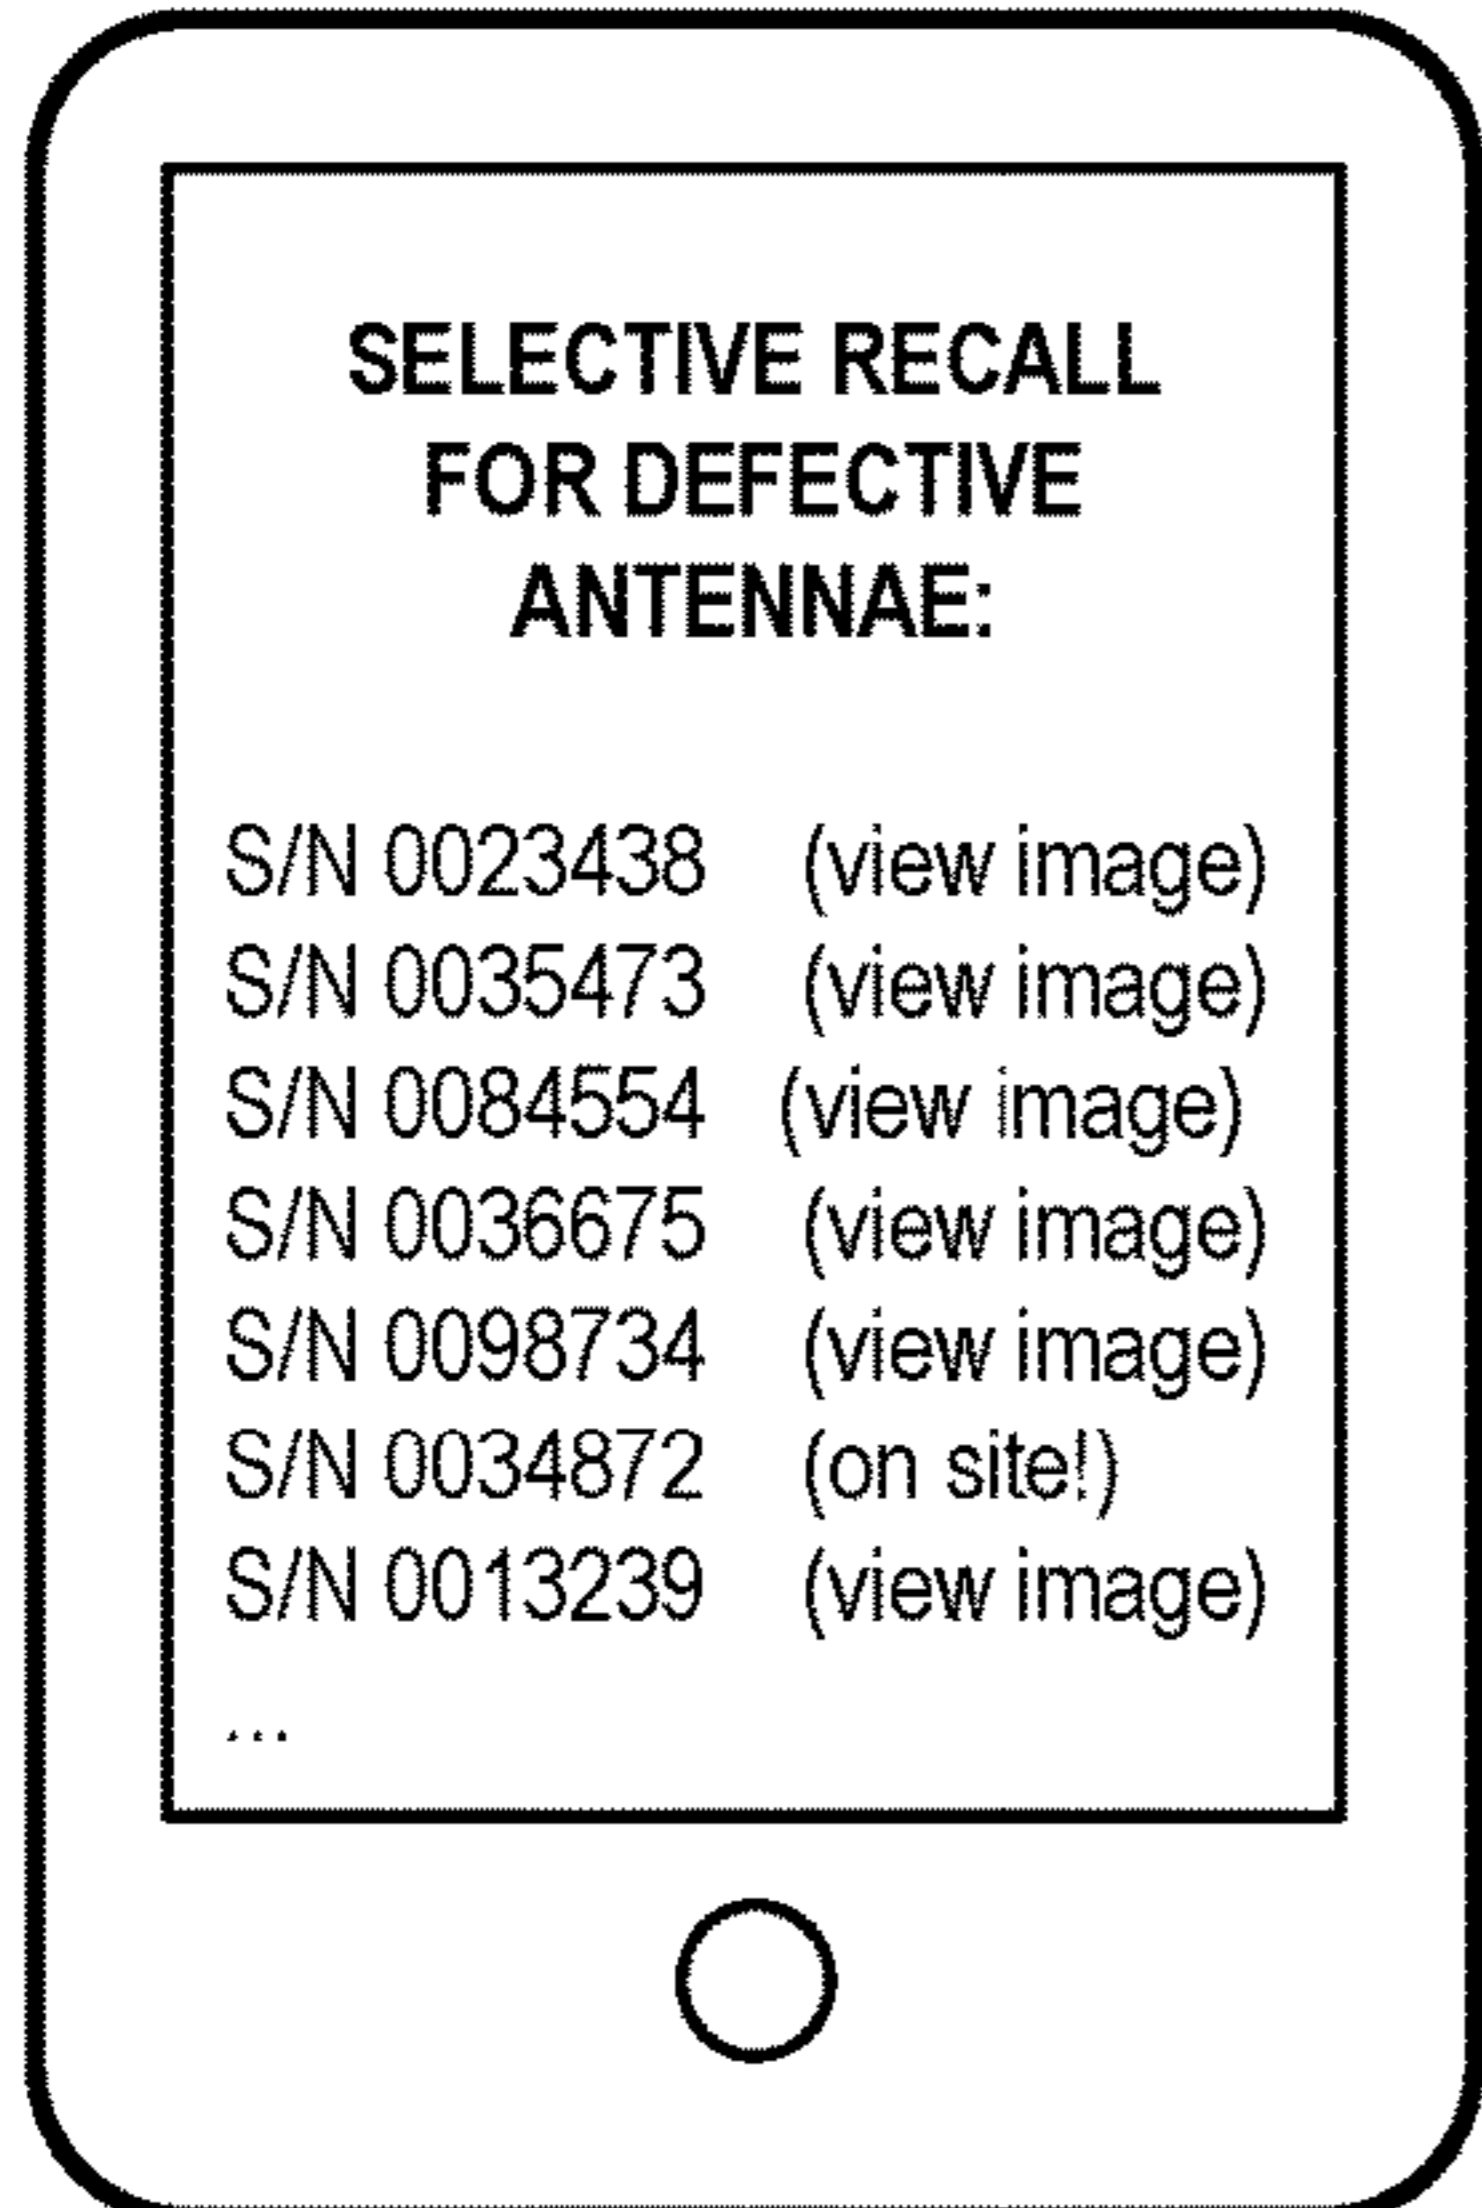 SELECTIVE RECALL
FOR DEFECTIVE
ANTENNAE:
S/N 0023438 (view image)
S/N 0035473 (view image)
S/N 0084554 (view image)
S/N 0036675 (view image)
S/N 0098734 (view image)
S/N 0034872 (on site!)
S/N 0013239 (view image)
...